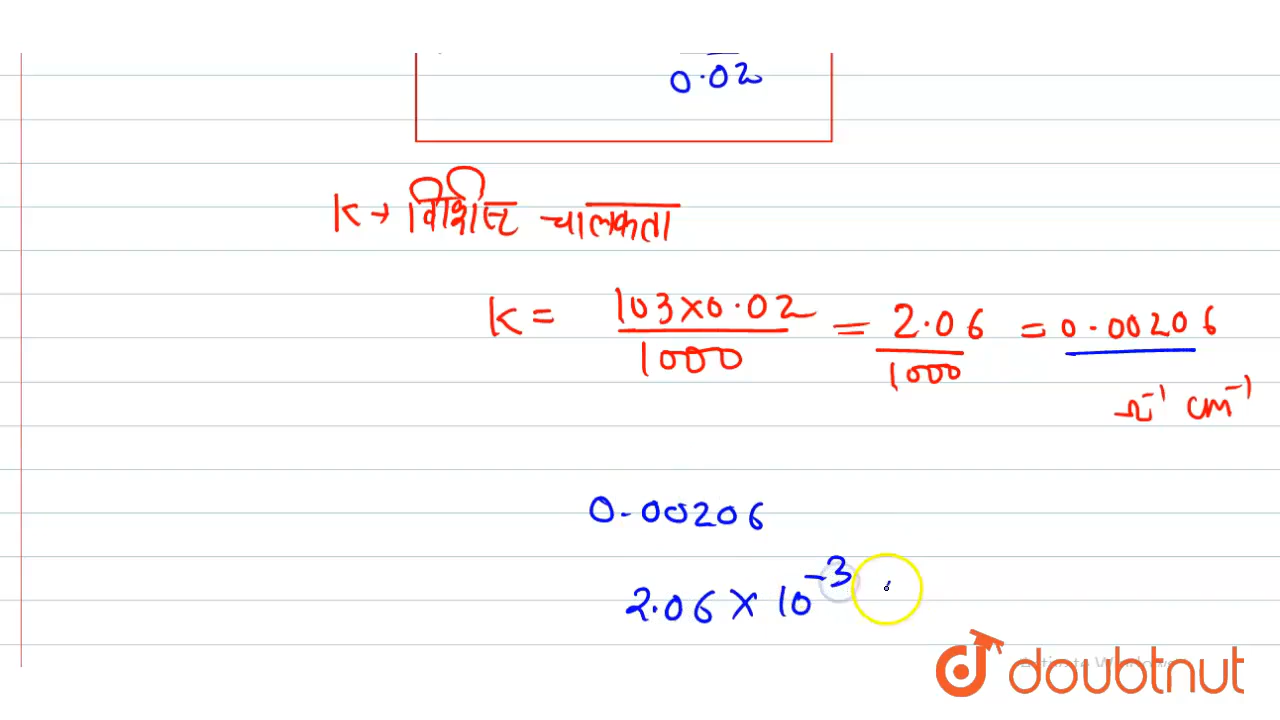 0.02
K → विशिष्ट चालकता
K = 103×0.02 / 1000 = 2.06 / 1000 = 0.00206
Ω⁻¹ cm⁻¹
0.00206
2.06 × 10⁻³
doubtnut